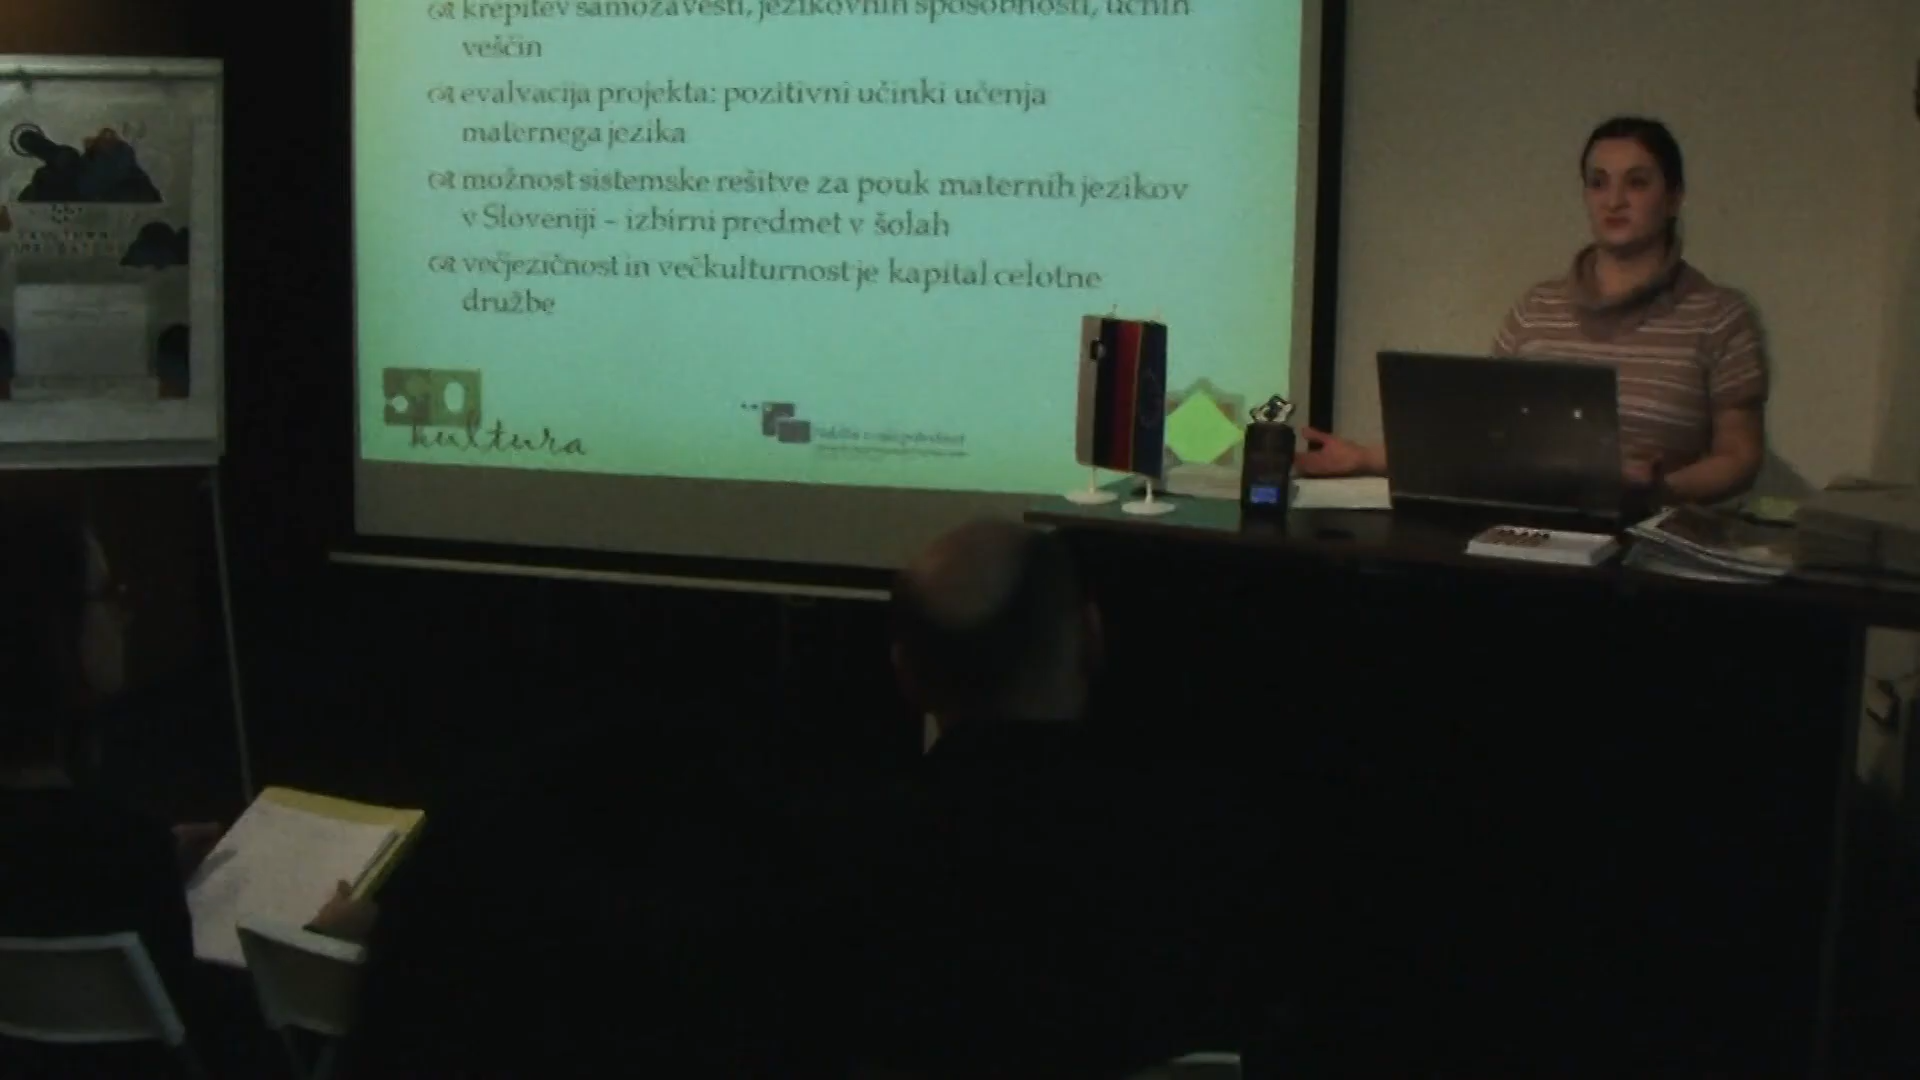 krepitev samozavesti, jezikovnih sposobnosti, učnih
veščin
evalvacija projekta: pozitivni učinki učenja
maternega jezika
možnost sistemske rešitve za pouk maternih jezikov
v Sloveniji – izbirni predmet v šolah
večjezičnost in večkulturnost je kapital celotne
družbe
kultura